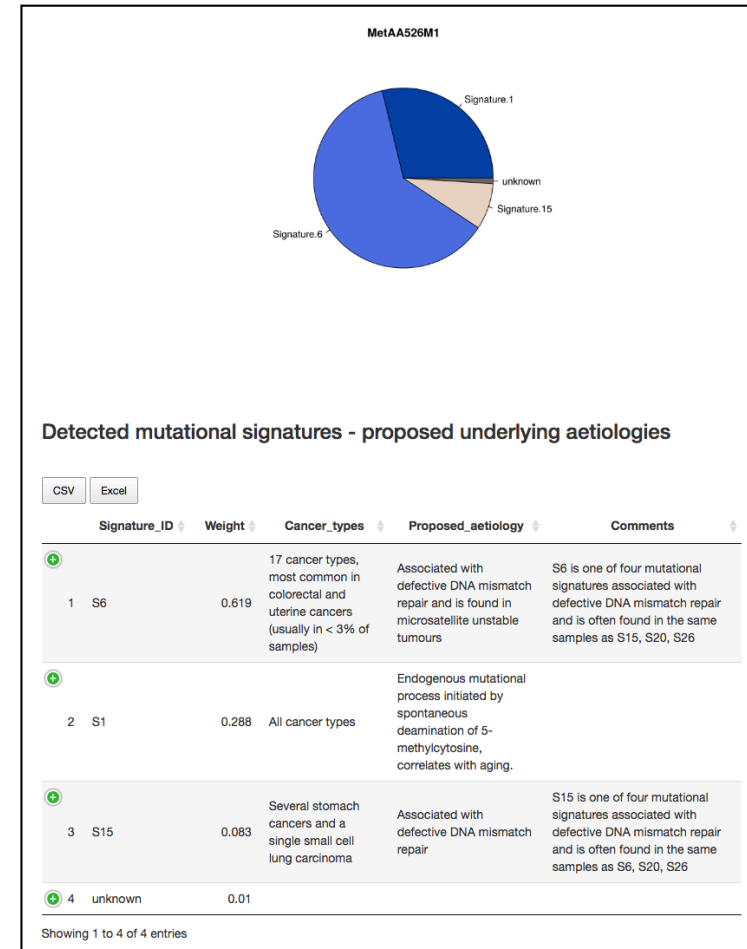 MetAA526M1
Signature.1
unknown
Signature.15
Signature.6
Detected mutational signatures - proposed underlying aetiologies
CSV Excel
Signature_ID Weight Cancer_types Proposed_aetiology Comments
1 S6 0.619
17 cancer types,
most common in
colorectal and
uterine cancers
(usually in < 3% of
samples)
Associated with
defective DNA mismatch
repair and is found in
microsatellite unstable
tumours
S6 is one of four mutational
signatures associated with
defective DNA mismatch repair
and is often found in the same
samples as S15, S20, S26
2 S1 0.288 All cancer types
Endogenous mutational
process initiated by
spontaneous
deamination of 5-
methylcytosine,
correlates with aging.
3 S15 0.083
Several stomach
cancers and a
single small cell
lung carcinoma
Associated with
defective DNA mismatch
repair
S15 is one of four mutational
signatures associated with
defective DNA mismatch repair
and is often found in the same
samples as S6, S20, S26
4 unknown 0.01
Showing 1 to 4 of 4 entries